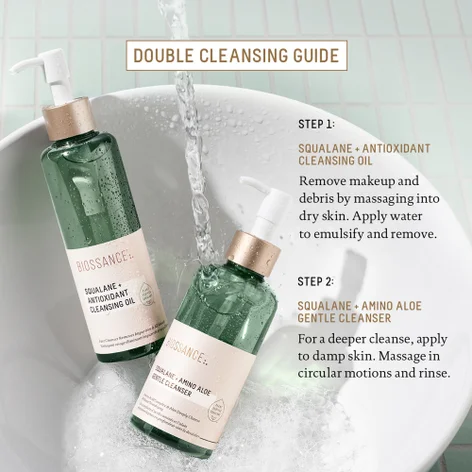 DOUBLE CLEANSING GUIDE
STEP 1:
SQUALANE + ANTIOXIDANT
CLEANSING OIL
Remove makeup and
debris by massaging into
dry skin. Apply water
to emulsify and remove.
STEP 2:
SQUALANE + AMINO ALOE
GENTLE CLEANSER
For a deeper cleanse, apply
to damp skin. Massage in
circular motions and rinse.
BIOSSANCE
SQUALANE +
ANTIOXIDANT
CLEANSING OIL
BIOSSANCE
SQUALANE + AMINO ALOE
GENTLE CLEANSER